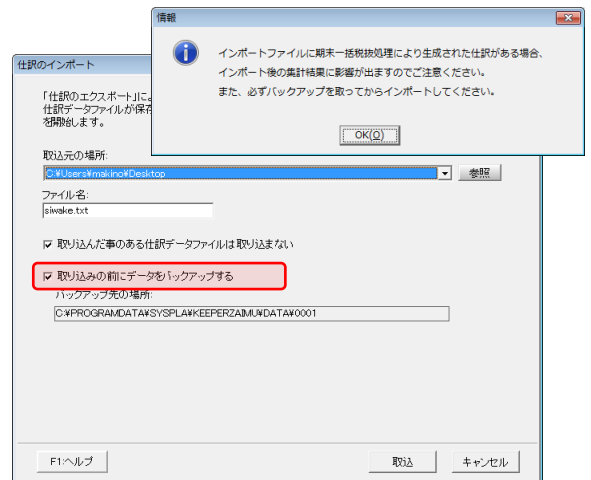 情報
インポートファイルに期末一括税抜処理により生成された仕訳がある場合、
インポート後の集計結果に影響が出ますのでご注意ください。
また、必ずバックアップを取ってからインポートしてください。
OK(O)
仕訳のインポート
「仕訳のエクスポート」によ
仕訳データファイルが保存
を開始します。
取込元の場所:
C:¥Users¥makino¥Desktop
参照
ファイル名:
siwake.txt
取り込んだ事のある仕訳データファイルは取り込まない
取り込みの前にデータをバックアップする
バックアップ先の場所:
C:¥PROGRAMDATA¥SYSPLA¥KEEPERZAIMU¥DATA¥0001
F1:ヘルプ
取込
キャンセル